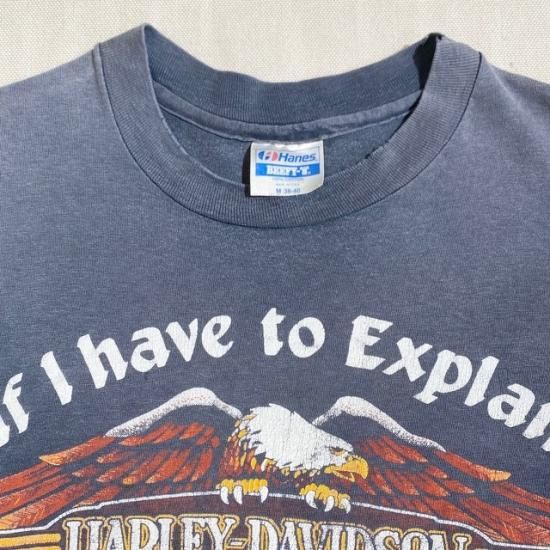 Hanes
BEEFY-T.
M 38-40
If I have to Explain
HARLEY-DAVIDSON